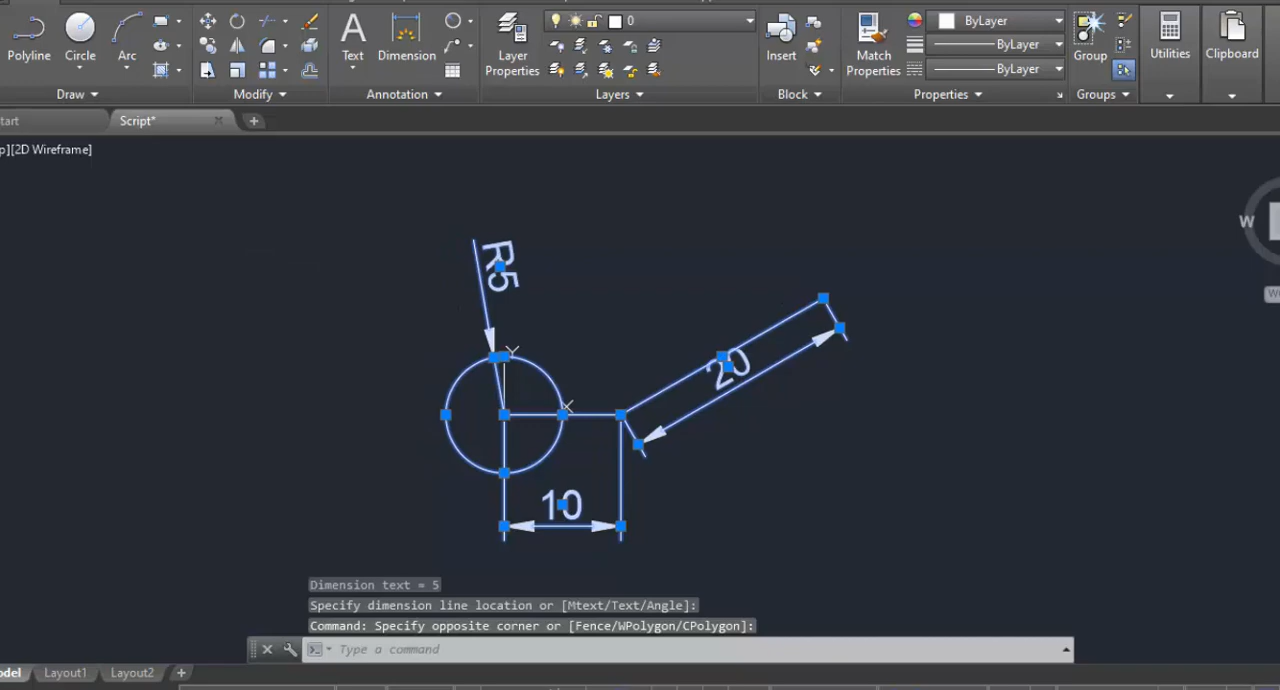 0
ByLayer
ByLayer
ByLayer
Polyline
Circle
Arc
Text
Dimension
Layer
Properties
Insert
Match
Properties
Group
Utilities
Clipboard
Draw
Modify
Annotation
Layers
Block
Properties
Groups
tart
Script*
p][2D Wireframe]
W
R5
20
10
Dimension text = 5
Specify dimension line location or [Mtext/Text/Angle]:
Command: Specify opposite corner or [Fence/WPolygon/CPolygon]:
Type a command
odel
Layout1
Layout2